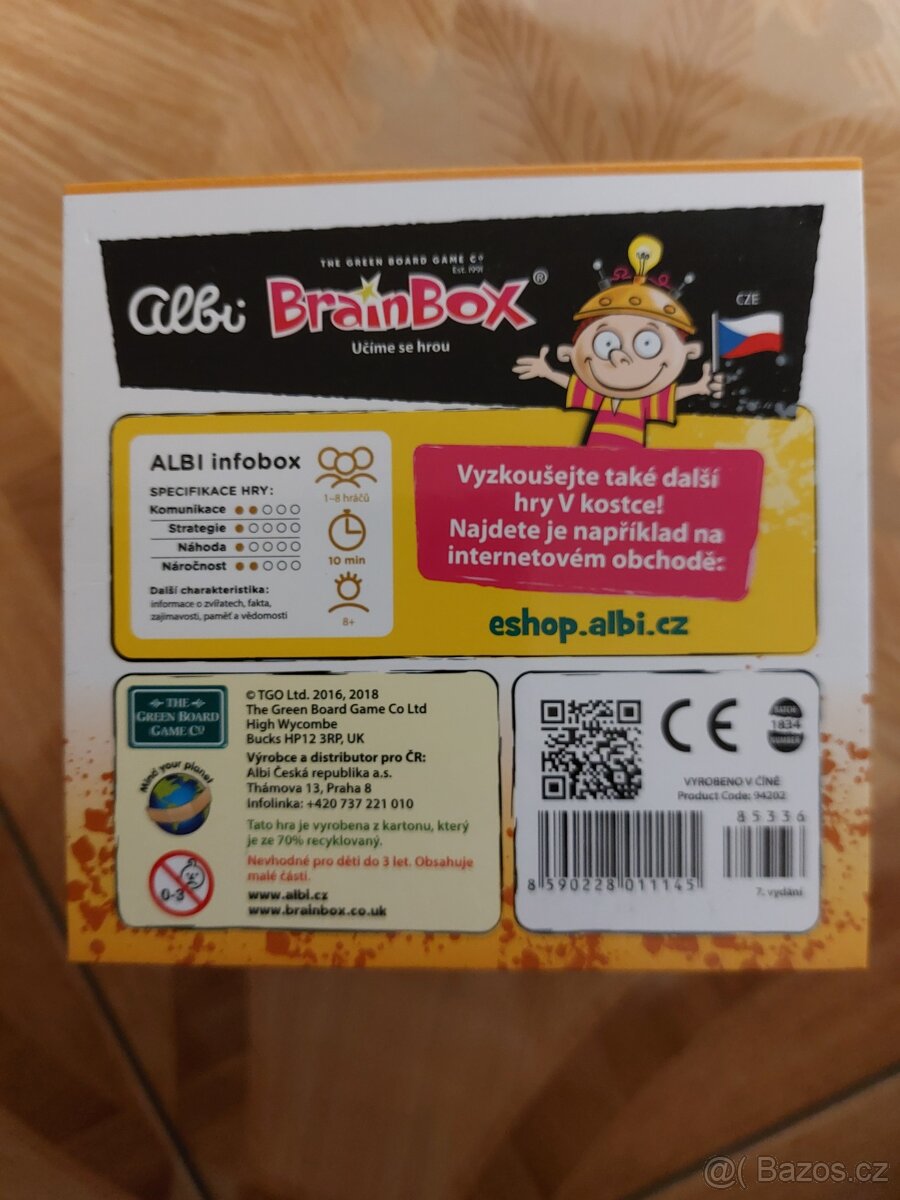 THE GREEN BOARD GAME Co
Est. 1991
albi
BrainBox®
Učíme se hrou
CZE
ALBI infobox
SPECIFIKACE HRY:
Komunikace
Strategie
Náhoda
Náročnost
Další charakteristika:
informace o zvířatech, fakta,
zajímavosti, paměť a vědomosti
1–8 hráčů
10 min
8+
Vyzkoušejte také další
hry V kostce!
Najdete je například na
internetovém obchodě:
eshop.albi.cz
THE
GREEN BOARD
GAME Co
Mind your planet
0-3
© TGO Ltd. 2016, 2018
The Green Board Game Co Ltd
High Wycombe
Bucks HP12 3RP, UK
Výrobce a distributor pro ČR:
Albi Česká republika a.s.
Thámova 13, Praha 8
Infolinka: +420 737 221 010
Tato hra je vyrobena z kartonu, který
je ze 70% recyklovaný.
Nevhodné pro děti do 3 let. Obsahuje
malé části.
www.albi.cz
www.brainbox.co.uk
CE
BATCH
1834
NUMBER
VYROBENO V ČÍNĚ
Product Code: 94202
85336
8 590228 011145
7. vydání
@( Bazos.cz